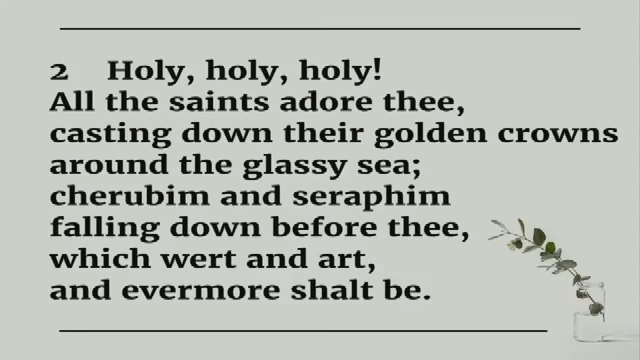 2 Holy, holy, holy!
All the saints adore thee,
casting down their golden crowns
around the glassy sea;
cherubim and seraphim
falling down before thee,
which wert and art,
and evermore shalt be.